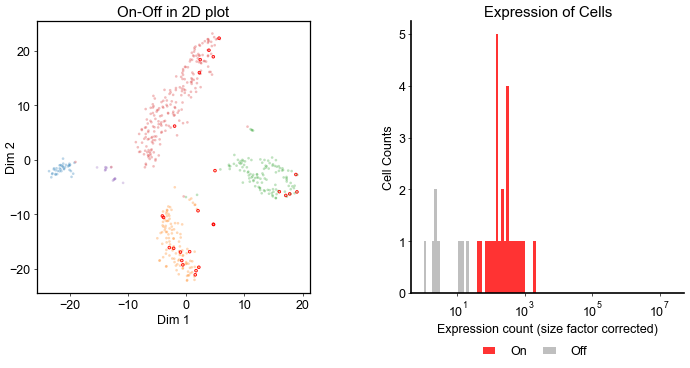 On-Off in 2D plot
20
10
0
−10
−20
Dim 2
−20 −10 0 10 20
Dim 1
Expression of Cells
5
4
3
2
1
0
Cell Counts
10^1 10^3 10^5 10^7
Expression count (size factor corrected)
On Off